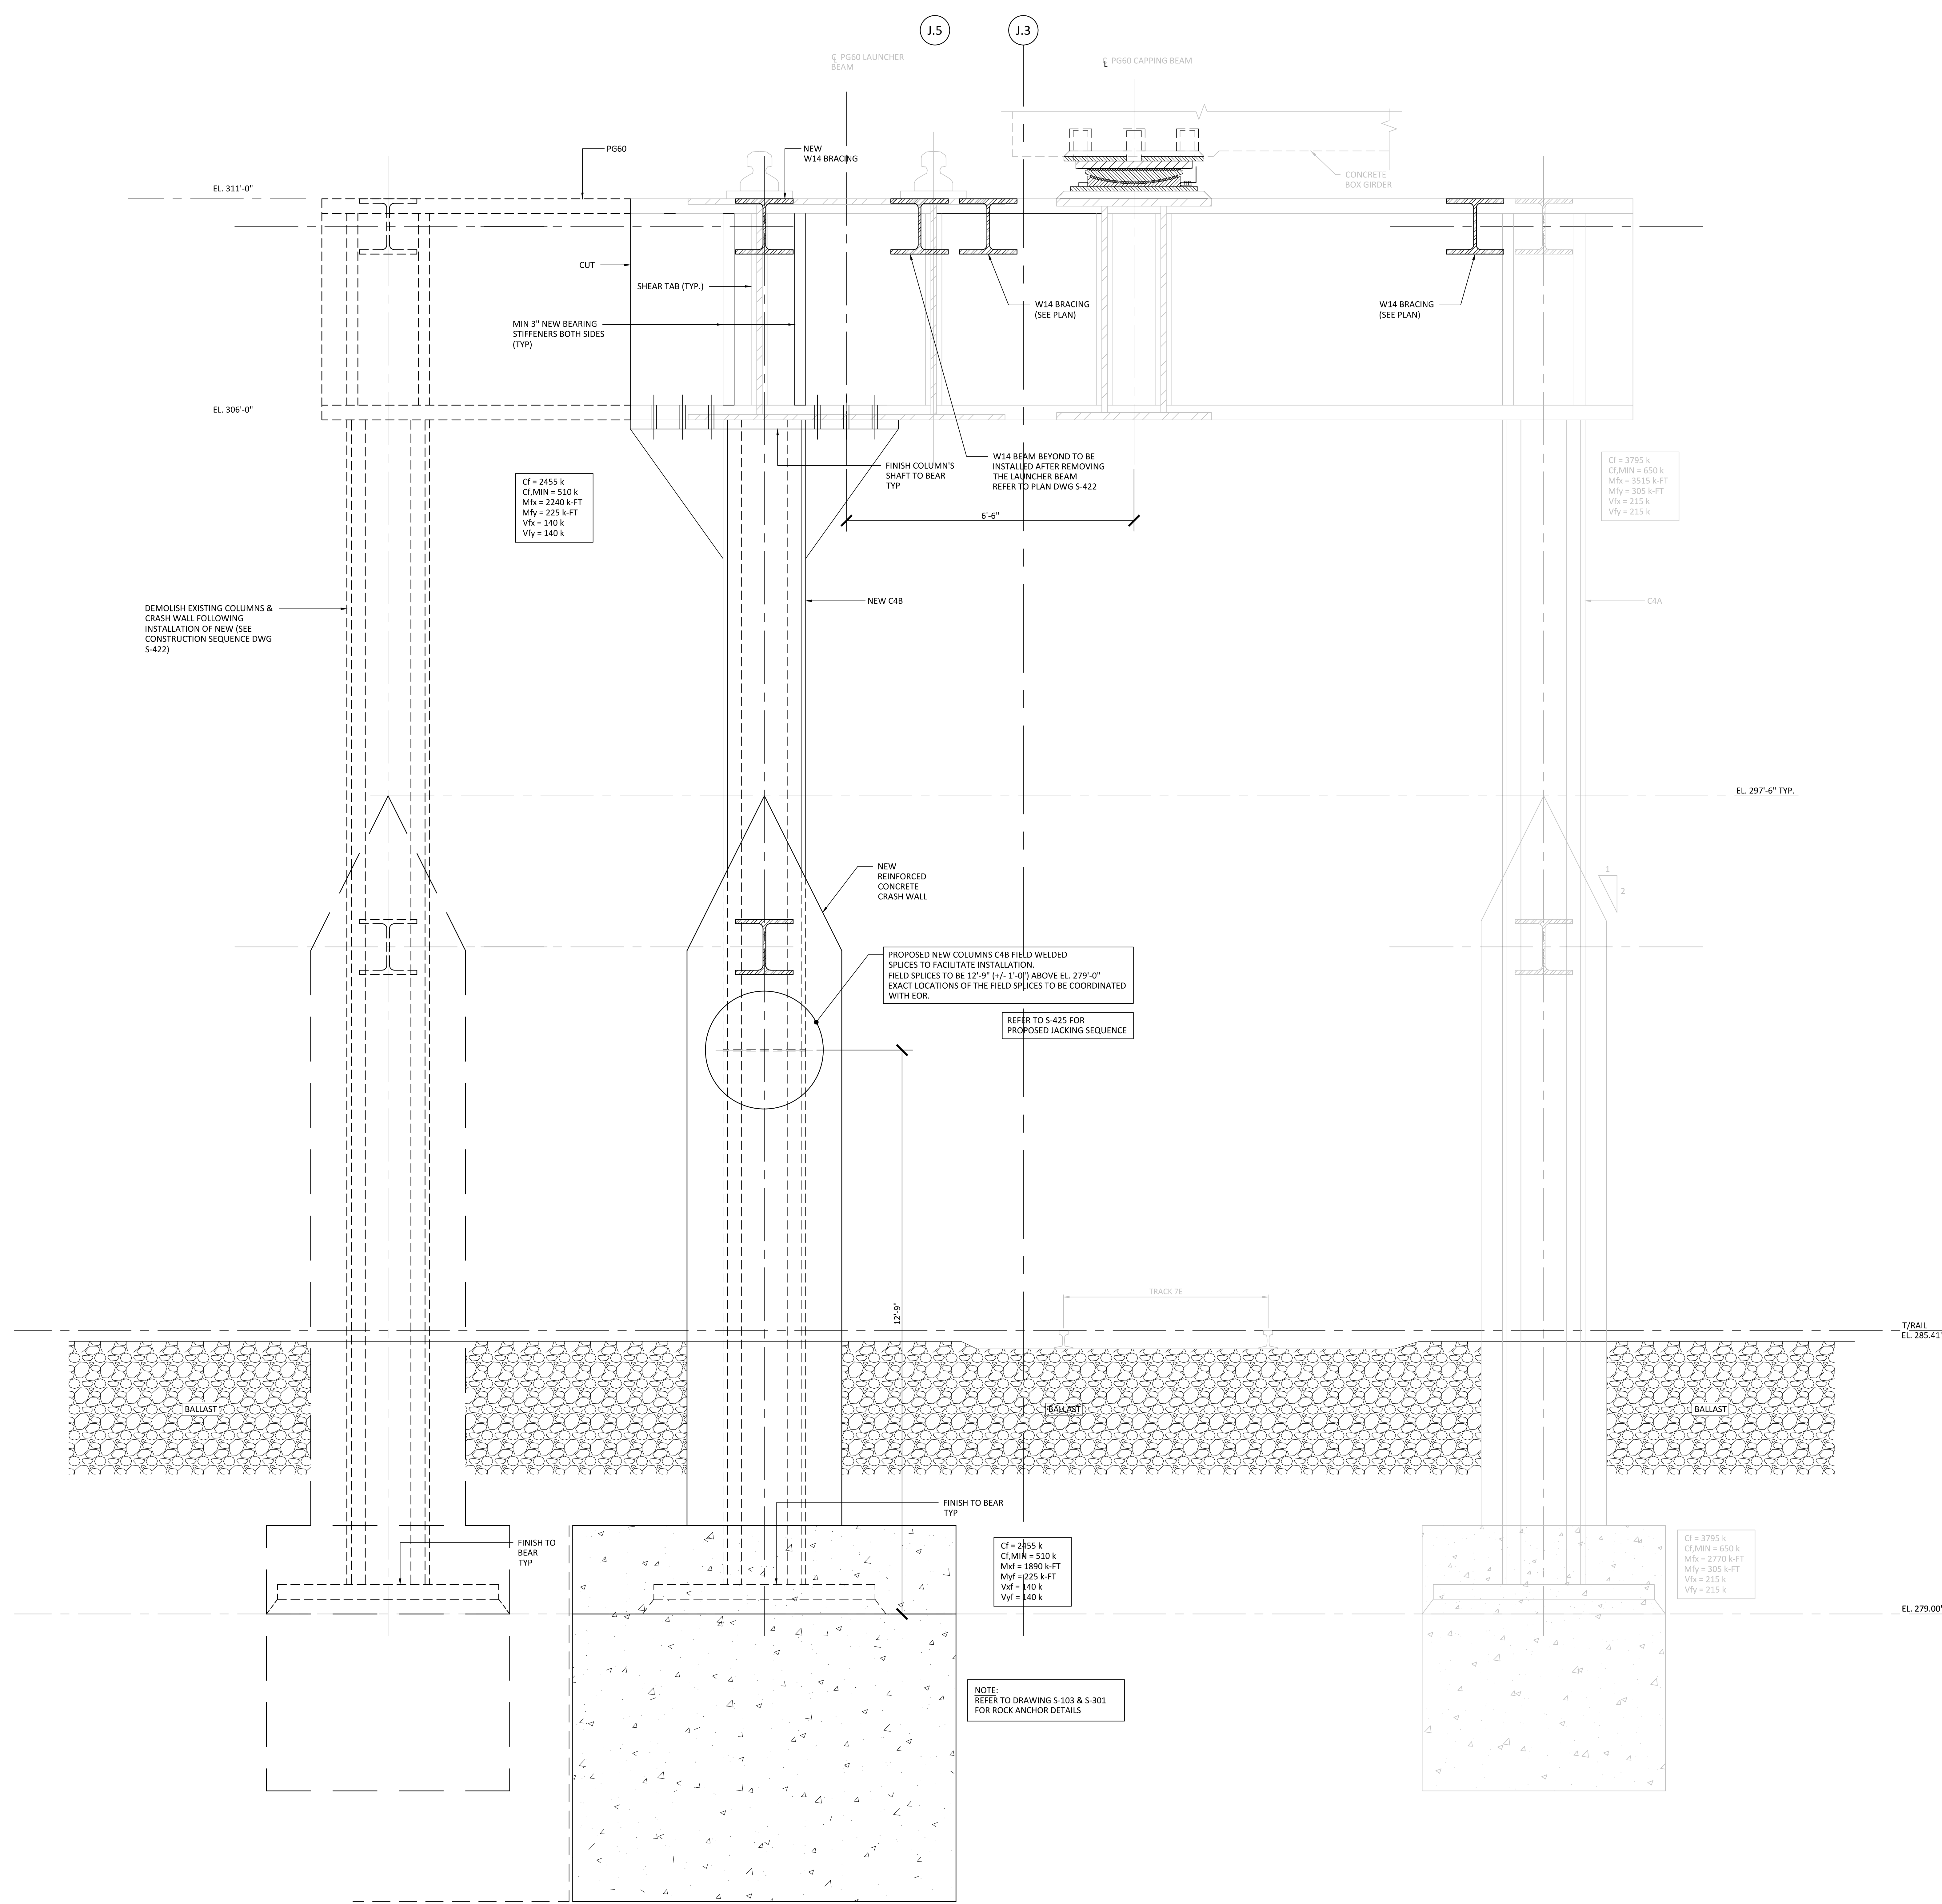 J.5
J.3
℄ PG60 LAUNCHER
BEAM
℄ PG60 CAPPING BEAM
PG60
NEW
W14 BRACING
CONCRETE
BOX GIRDER
EL. 311'-0"
CUT
SHEAR TAB (TYP.)
W14 BRACING
(SEE PLAN)
W14 BRACING
(SEE PLAN)
MIN 3" NEW BEARING
STIFFENERS BOTH SIDES
(TYP)
EL. 306'-0"
FINISH COLUMN'S
SHAFT TO BEAR
TYP
W14 BEAM BEYOND TO BE
INSTALLED AFTER REMOVING
THE LAUNCHER BEAM
REFER TO PLAN DWG S-422
Cf = 2455 k
Cf,MIN = 510 k
Mfx = 2240 k-FT
Mfy = 225 k-FT
Vfx = 140 k
Vfy = 140 k
Cf = 3795 k
Cf,MIN = 650 k
Mfx = 3515 k-FT
Mfy = 305 k-FT
Vfx = 215 k
Vfy = 215 k
6'-6"
DEMOLISH EXISTING COLUMNS &
CRASH WALL FOLLOWING
INSTALLATION OF NEW (SEE
CONSTRUCTION SEQUENCE DWG
S-422)
NEW C4B
C4A
EL. 297'-6" TYP.
NEW
REINFORCED
CONCRETE
CRASH WALL
1
2
PROPOSED NEW COLUMNS C4B FIELD WELDED
SPLICES TO FACILITATE INSTALLATION.
FIELD SPLICES TO BE 12'-9" (+/- 1'-0") ABOVE EL. 279'-0"
EXACT LOCATIONS OF THE FIELD SPLICES TO BE COORDINATED
WITH EOR.
REFER TO S-425 FOR
PROPOSED JACKING SEQUENCE
12'-9"
TRACK 7E
T/RAIL
EL. 285.41'
BALLAST
BALLAST
BALLAST
FINISH TO BEAR
TYP
FINISH TO
BEAR
TYP
Cf = 2455 k
Cf,MIN = 510 k
Mxf = 1890 k-FT
Myf = 225 k-FT
Vxf = 140 k
Vyf = 140 k
Cf = 3795 k
Cf,MIN = 650 k
Mfx = 2770 k-FT
Mfy = 305 k-FT
Vfx = 215 k
Vfy = 215 k
EL. 279.00'
NOTE:
REFER TO DRAWING S-103 & S-301
FOR ROCK ANCHOR DETAILS